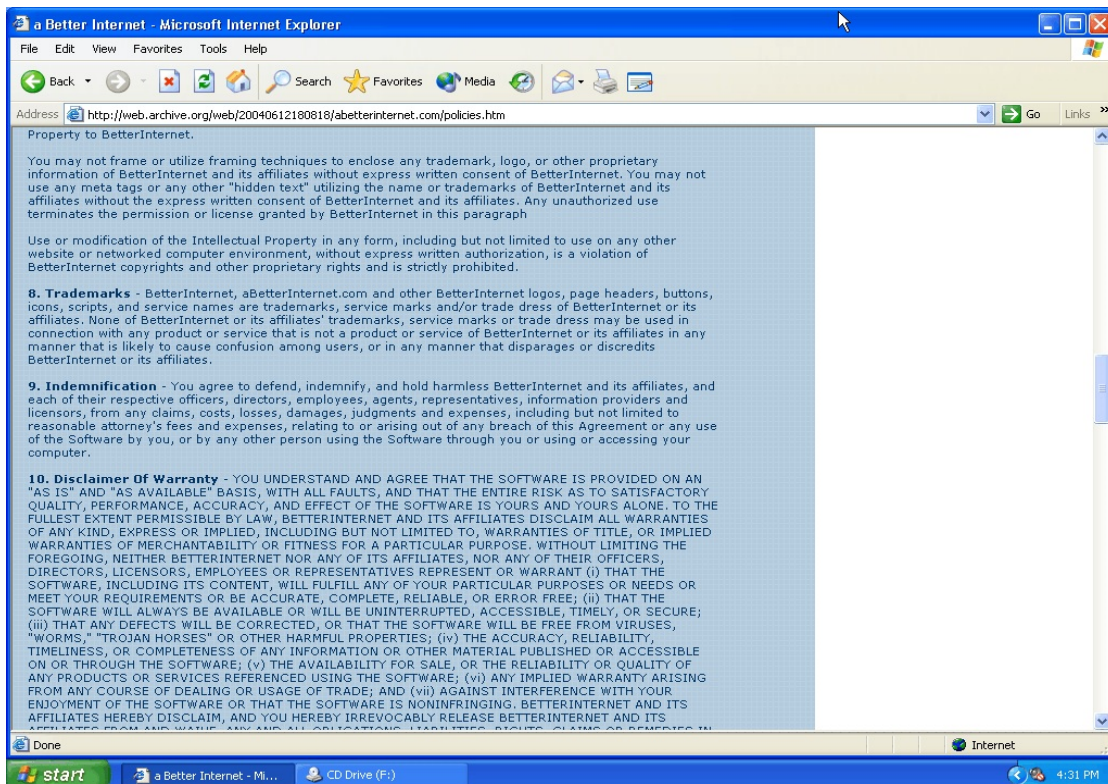 a Better Internet - Microsoft Internet Explorer
File Edit View Favorites Tools Help
Back Search Favorites Media
Address http://web.archive.org/web/20040612180818/abetterinternet.com/policies.htm Go Links »
Property to BetterInternet.
You may not frame or utilize framing techniques to enclose any trademark, logo, or other proprietary
information of BetterInternet and its affiliates without express written consent of BetterInternet. You may not
use any meta tags or any other "hidden text" utilizing the name or trademarks of BetterInternet and its
affiliates without the express written consent of BetterInternet and its affiliates. Any unauthorized use
terminates the permission or license granted by BetterInternet in this paragraph
Use or modification of the Intellectual Property in any form, including but not limited to use on any other
website or networked computer environment, without express written authorization, is a violation of
BetterInternet copyrights and other proprietary rights and is strictly prohibited.
8. Trademarks - BetterInternet, aBetterInternet.com and other BetterInternet logos, page headers, buttons,
icons, scripts, and service names are trademarks, service marks and/or trade dress of BetterInternet or its
affiliates. None of BetterInternet or its affiliates' trademarks, service marks or trade dress may be used in
connection with any product or service that is not a product or service of BetterInternet or its affiliates in any
manner that is likely to cause confusion among users, or in any manner that disparages or discredits
BetterInternet or its affiliates.
9. Indemnification - You agree to defend, indemnify, and hold harmless BetterInternet and its affiliates, and
each of their respective officers, directors, employees, agents, representatives, information providers and
licensors, from any claims, costs, losses, damages, judgments and expenses, including but not limited to
reasonable attorney's fees and expenses, relating to or arising out of any breach of this Agreement or any use
of the Software by you, or by any other person using the Software through you or using or accessing your
computer.
10. Disclaimer Of Warranty - YOU UNDERSTAND AND AGREE THAT THE SOFTWARE IS PROVIDED ON AN
"AS IS" AND "AS AVAILABLE" BASIS, WITH ALL FAULTS, AND THAT THE ENTIRE RISK AS TO SATISFACTORY
QUALITY, PERFORMANCE, ACCURACY, AND EFFECT OF THE SOFTWARE IS YOURS AND YOURS ALONE. TO THE
FULLEST EXTENT PERMISSIBLE BY LAW, BETTERINTERNET AND ITS AFFILIATES DISCLAIM ALL WARRANTIES
OF ANY KIND, EXPRESS OR IMPLIED, INCLUDING BUT NOT LIMITED TO, WARRANTIES OF TITLE, OR IMPLIED
WARRANTIES OF MERCHANTABILITY OR FITNESS FOR A PARTICULAR PURPOSE. WITHOUT LIMITING THE
FOREGOING, NEITHER BETTERINTERNET NOR ANY OF ITS AFFILIATES, NOR ANY OF THEIR OFFICERS,
DIRECTORS, LICENSORS, EMPLOYEES OR REPRESENTATIVES REPRESENT OR WARRANT (i) THAT THE
SOFTWARE, INCLUDING ITS CONTENT, WILL FULFILL ANY OF YOUR PARTICULAR PURPOSES OR NEEDS OR
MEET YOUR REQUIREMENTS OR BE ACCURATE, COMPLETE, RELIABLE, OR ERROR FREE; (ii) THAT THE
SOFTWARE WILL ALWAYS BE AVAILABLE OR WILL BE UNINTERRUPTED, ACCESSIBLE, TIMELY, OR SECURE;
(iii) THAT ANY DEFECTS WILL BE CORRECTED, OR THAT THE SOFTWARE WILL BE FREE FROM VIRUSES,
"WORMS," "TROJAN HORSES" OR OTHER HARMFUL PROPERTIES; (iv) THE ACCURACY, RELIABILITY,
TIMELINESS, OR COMPLETENESS OF ANY INFORMATION OR OTHER MATERIAL PUBLISHED OR ACCESSIBLE
ON OR THROUGH THE SOFTWARE; (v) THE AVAILABILITY FOR SALE, OR THE RELIABILITY OR QUALITY OF
ANY PRODUCTS OR SERVICES REFERENCED USING THE SOFTWARE; (vi) ANY IMPLIED WARRANTY ARISING
FROM ANY COURSE OF DEALING OR USAGE OF TRADE; AND (vii) AGAINST INTERFERENCE WITH YOUR
ENJOYMENT OF THE SOFTWARE OR THAT THE SOFTWARE IS NONINFRINGING. BETTERINTERNET AND ITS
AFFILIATES HEREBY DISCLAIM, AND YOU HEREBY IRREVOCABLY RELEASE BETTERINTERNET AND ITS
AFFILIATES FROM AND WAIVE, ANY AND ALL OBLIGATIONS, LIABILITIES, RIGHTS, CLAIMS OR REMEDIES IN
Done Internet
start a Better Internet - Mi... CD Drive (F:) 4:31 PM